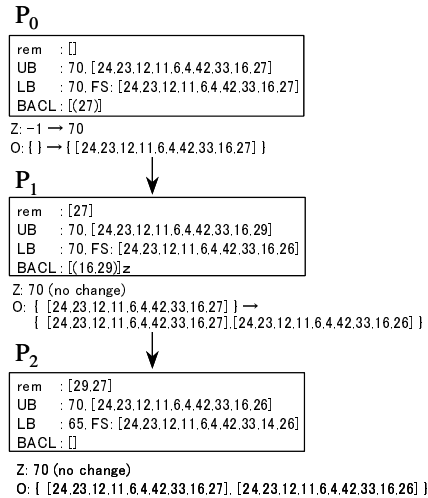 P0
rem : []
UB : 70, [24,23,12,11,6,4,42,33,16,27]
LB : 70, FS: [24,23,12,11,6,4,42,33,16,27]
BACL : [(27)]
Z: -1 → 70
O: { } → { [24,23,12,11,6,4,42,33,16,27] }
P1
rem : [27]
UB : 70, [24,23,12,11,6,4,42,33,16,29]
LB : 70, FS: [24,23,12,11,6,4,42,33,16,26]
BACL : [(16,29)]z
Z: 70 (no change)
O: { [24,23,12,11,6,4,42,33,16,27] } →
{ [24,23,12,11,6,4,42,33,16,27],[24,23,12,11,6,4,42,33,16,26] }
P2
rem : [29,27]
UB : 70, [24,23,12,11,6,4,42,33,16,26]
LB : 65, FS: [24,23,12,11,6,4,42,33,14,26]
BACL : []
Z: 70 (no change)
O: { [24,23,12,11,6,4,42,33,16,27], [24,23,12,11,6,4,42,33,16,26] }